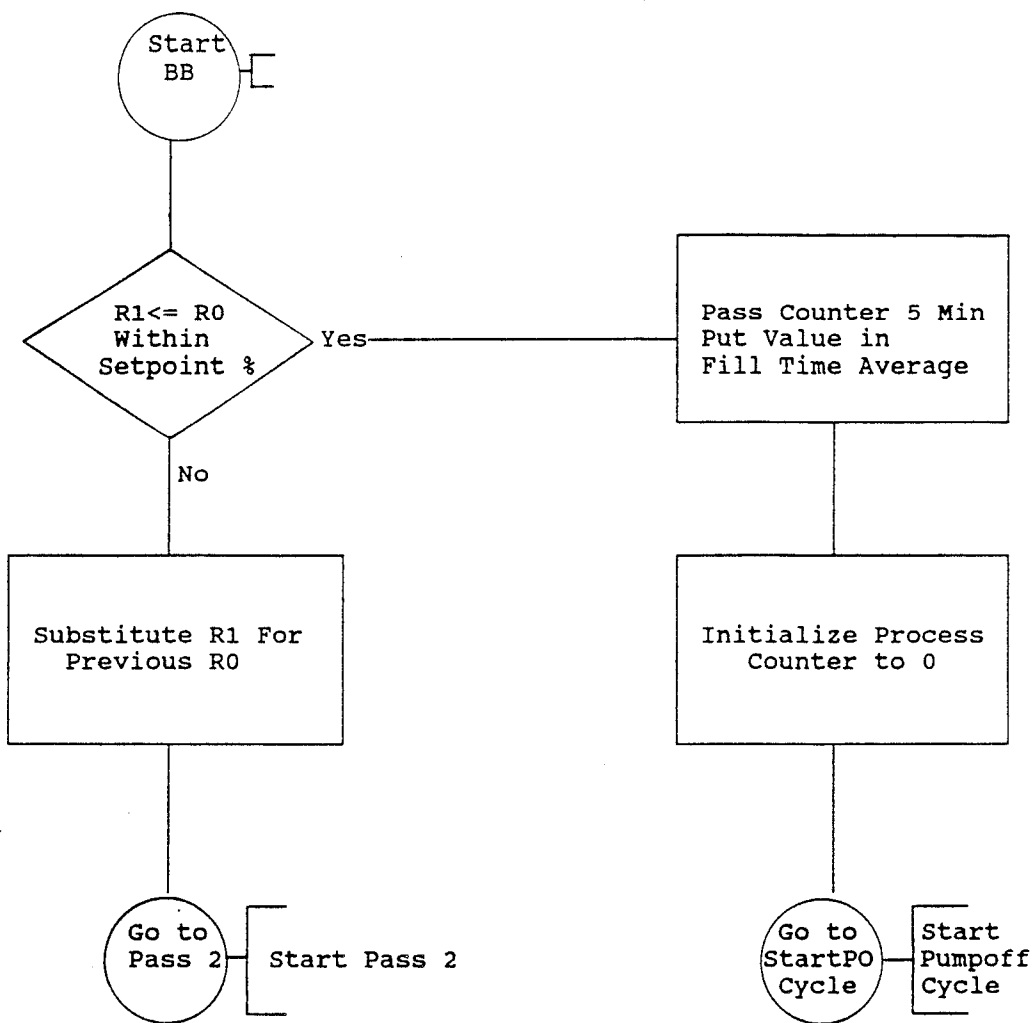 Start
BB
R1<= R0
Within
Setpoint %
Yes
Pass Counter 5 Min
Put Value in
Fill Time Average
No
Substitute R1 For
Previous R0
Initialize Process
Counter to 0
Go to
Pass 2
Start Pass 2
Go to
StartPO
Cycle
Start
Pumpoff
Cycle